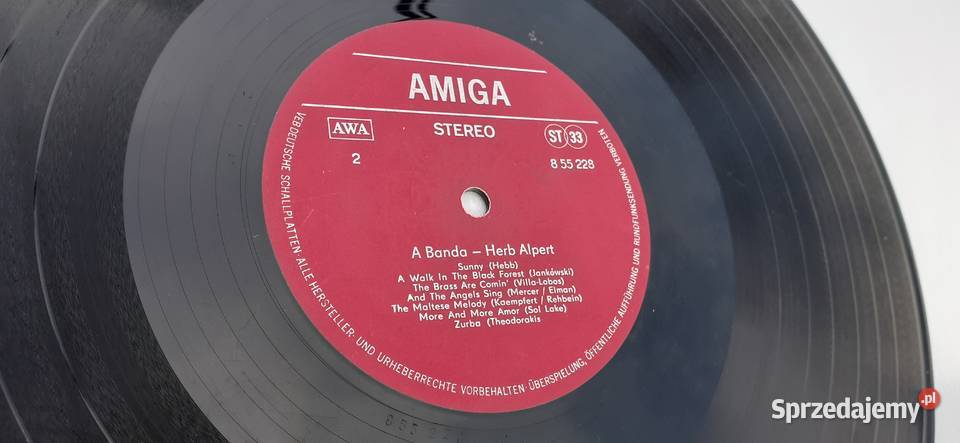 AMIGA
AWA
STEREO
ST 33
2
8 55 228
A Banda – Herb Alpert
Sunny (Hebb)
A Walk In The Black Forest (Jankówski)
The Brass Are Comin' (Villa-Lobos)
And The Angels Sing (Mercer / Elman)
The Maltese Melody (Kaempfert / Rehbein)
More And More Amor (Sol Lake)
Zurba (Theodorakis
VEB DEUTSCHE SCHALLPLATTEN · ALLE HERSTELLER- UND URHEBERRECHTE VORBEHALTEN · ÜBERSPIELUNG, ÖFFENTLICHE AUFFÜHRUNG UND RUNDFUNKSENDUNG VERBOTEN
Sprzedajemy.pl